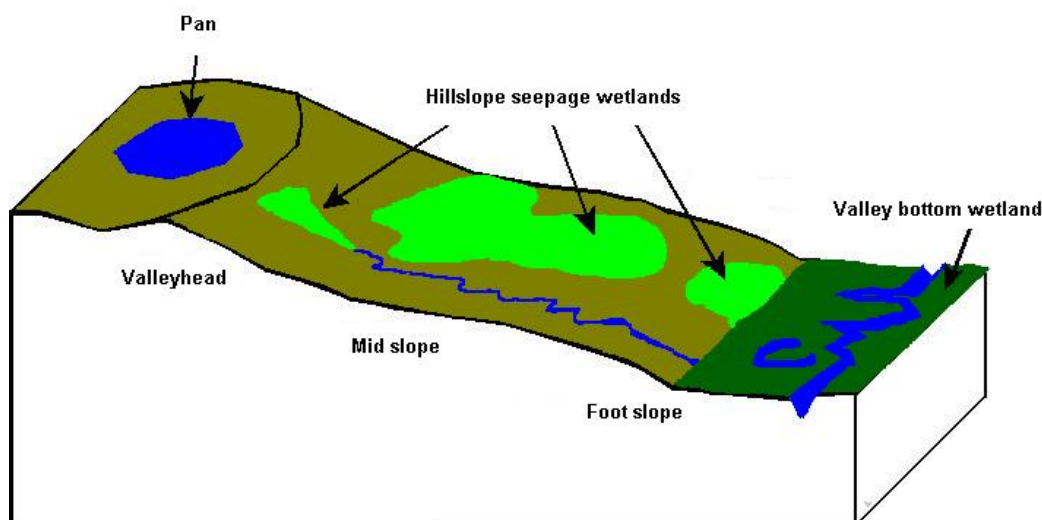 Pan
Hillslope seepage wetlands
Valley bottom wetland
Valleyhead
Mid slope
Foot slope